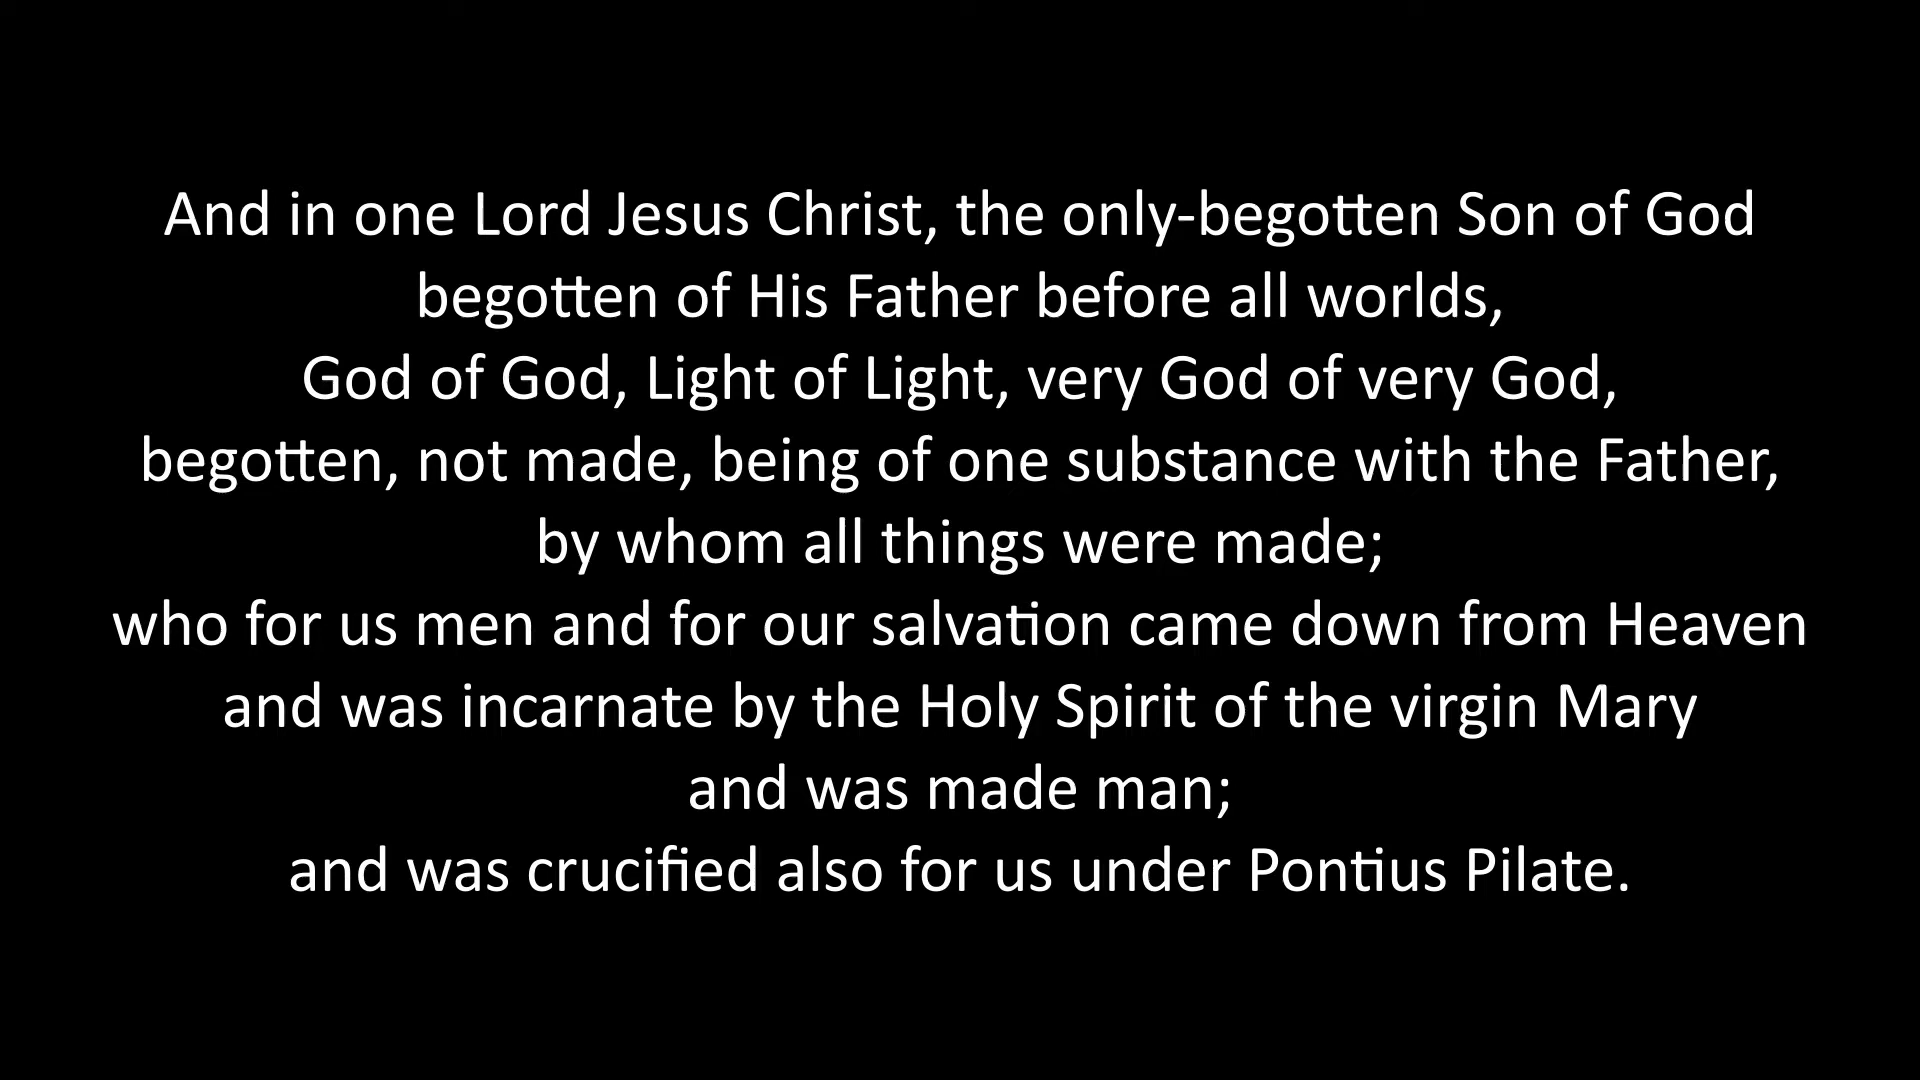 And in one Lord Jesus Christ, the only-begotten Son of God
begotten of His Father before all worlds,
God of God, Light of Light, very God of very God,
begotten, not made, being of one substance with the Father,
by whom all things were made;
who for us men and for our salvation came down from Heaven
and was incarnate by the Holy Spirit of the virgin Mary
and was made man;
and was crucified also for us under Pontius Pilate.